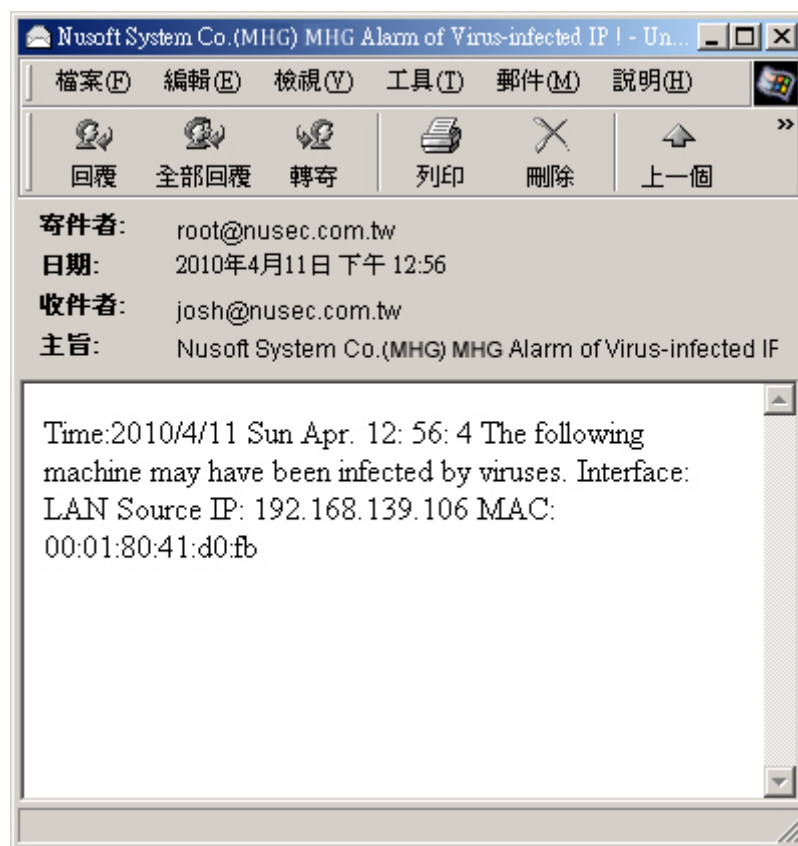 Nusoft System Co.(MHG) MHG Alarm of Virus-infected IP ! - Un...
檔案(F) 編輯(E) 檢視(V) 工具(T) 郵件(M) 說明(H)
回覆 全部回覆 轉寄 列印 刪除 上一個 »
寄件者: root@nusec.com.tw
日期: 2010年4月11日 下午 12:56
收件者: josh@nusec.com.tw
主旨: Nusoft System Co.(MHG) MHG Alarm of Virus-infected IF
Time:2010/4/11 Sun Apr. 12: 56: 4 The following
machine may have been infected by viruses. Interface:
LAN Source IP: 192.168.139.106 MAC:
00:01:80:41:d0:fb